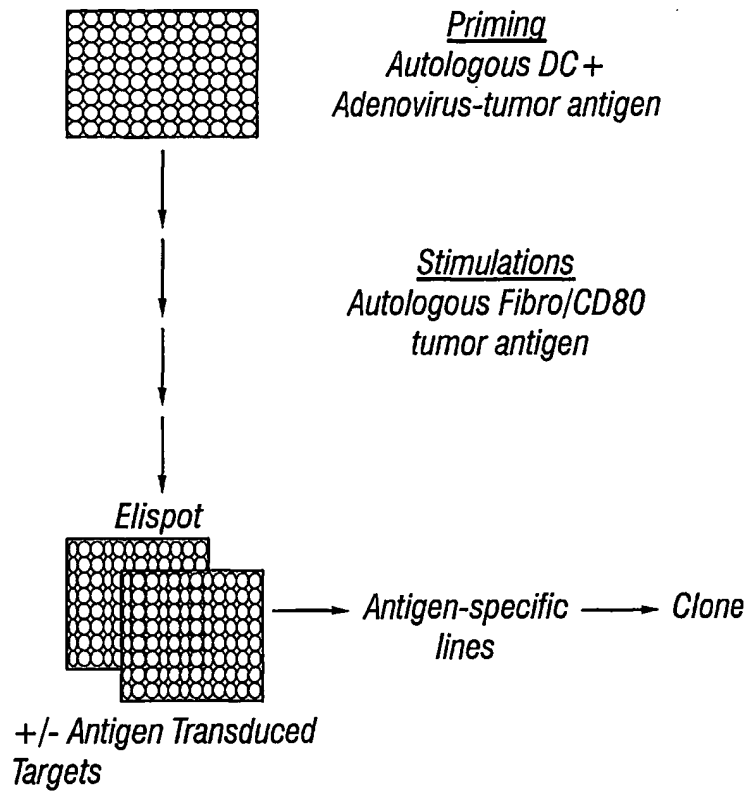 Priming
Autologous DC +
Adenovirus-tumor antigen
Stimulations
Autologous Fibro/CD80
tumor antigen
Elispot
Antigen-specific
lines
Clone
+/- Antigen Transduced
Targets